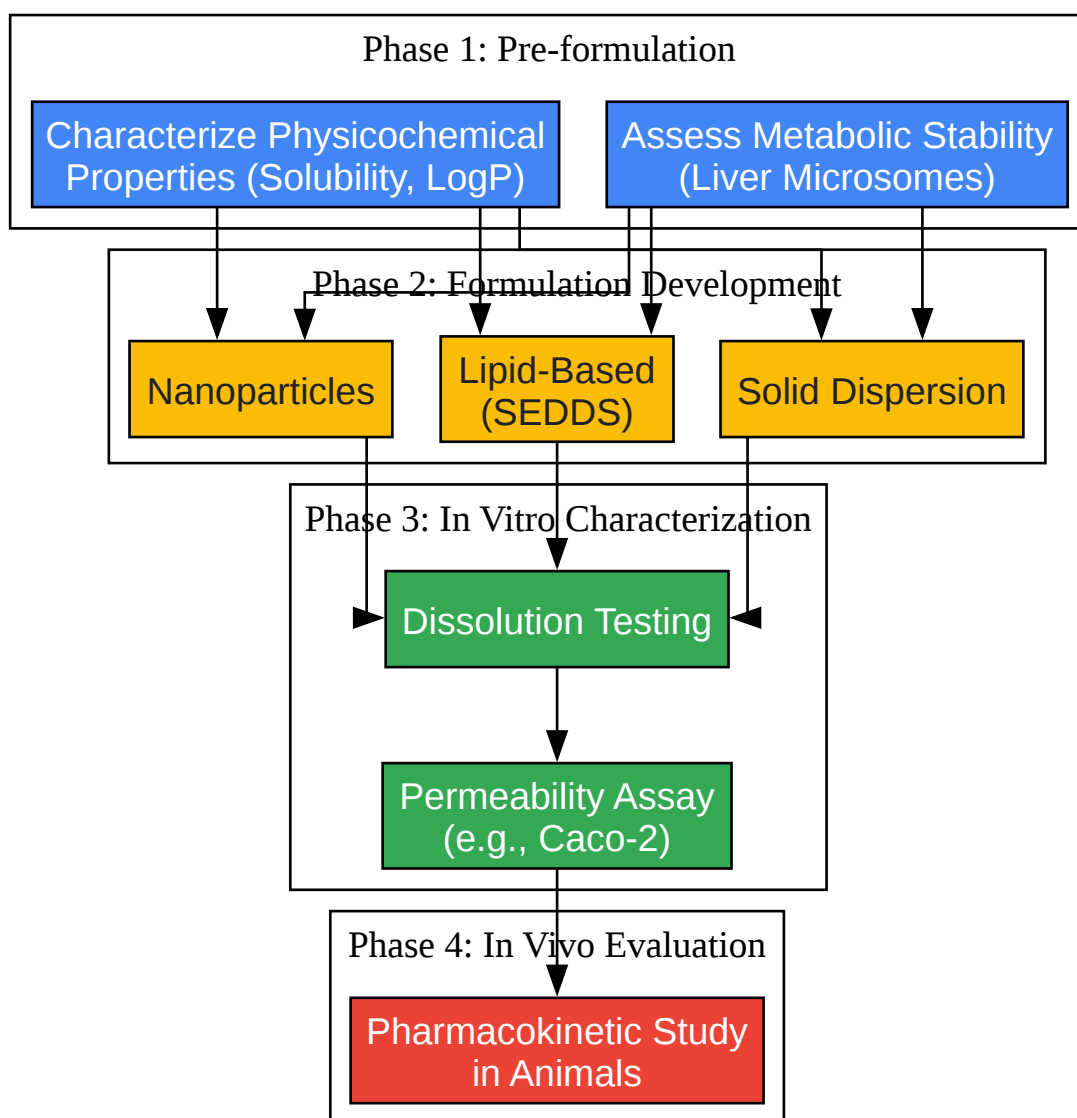 Phase 1: Pre-formulation
Characterize Physicochemical
Properties (Solubility, LogP)
Assess Metabolic Stability
(Liver Microsomes)
Phase 2: Formulation Development
Nanoparticles
Lipid-Based
(SEDDS)
Solid Dispersion
Phase 3: In Vitro Characterization
Dissolution Testing
Permeability Assay
(e.g., Caco-2)
Phase 4: In Vivo Evaluation
Pharmacokinetic Study
in Animals